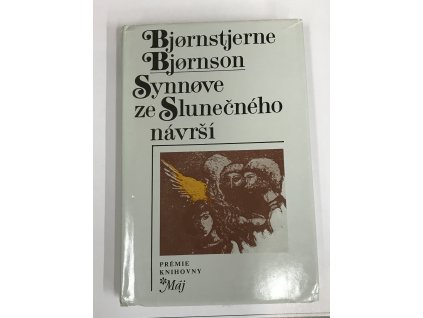 Bjørnstjerne
Bjørnson
Synnøve
ze Slunečného
návrší
PRÉMIE
KNIHOVNY
*Máj